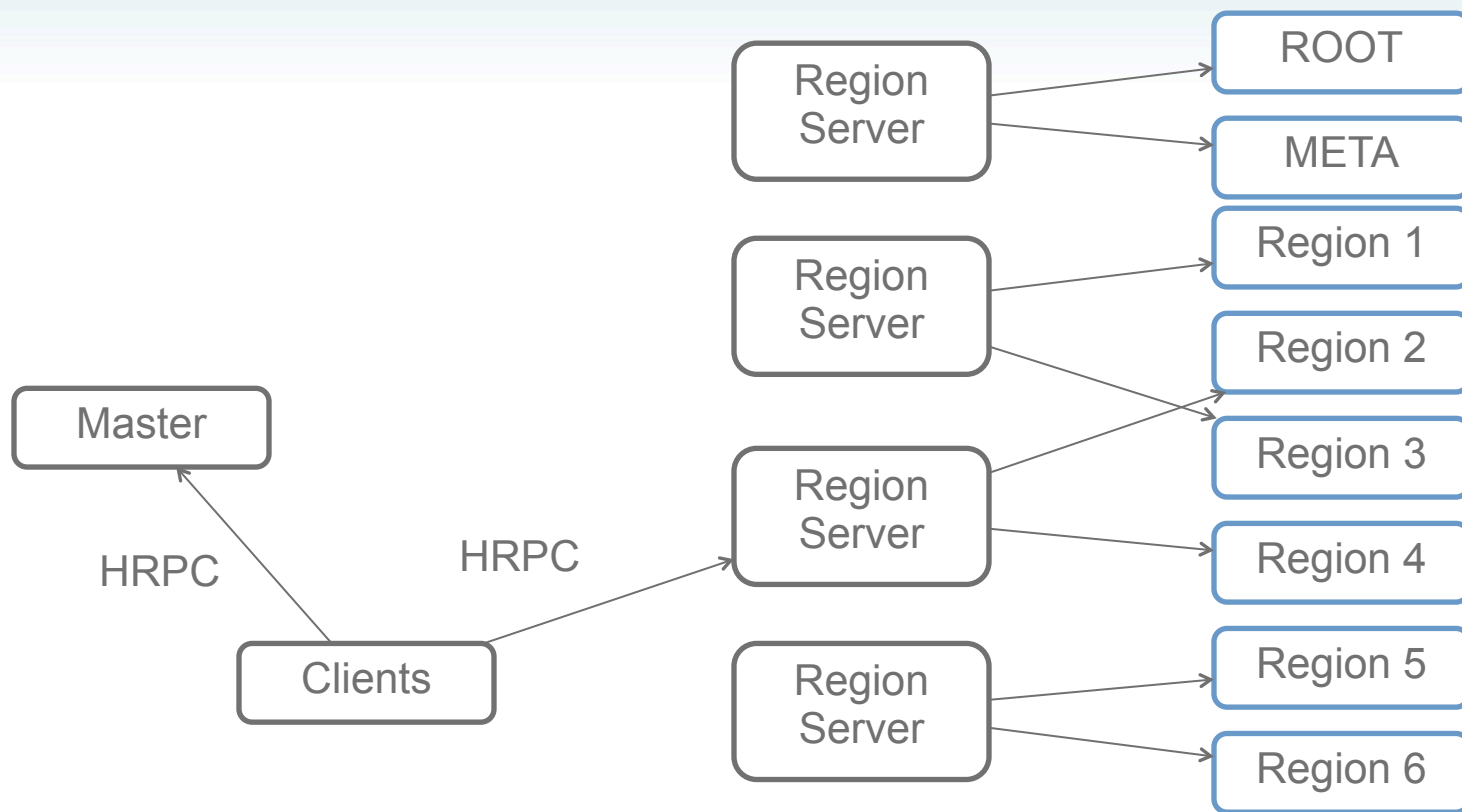 ROOT
Region
Server
META
Region 1
Region
Server
Region 2
Master
Region 3
Region
Server
HRPC
HRPC
Region 4
Clients
Region 5
Region
Server
Region 6